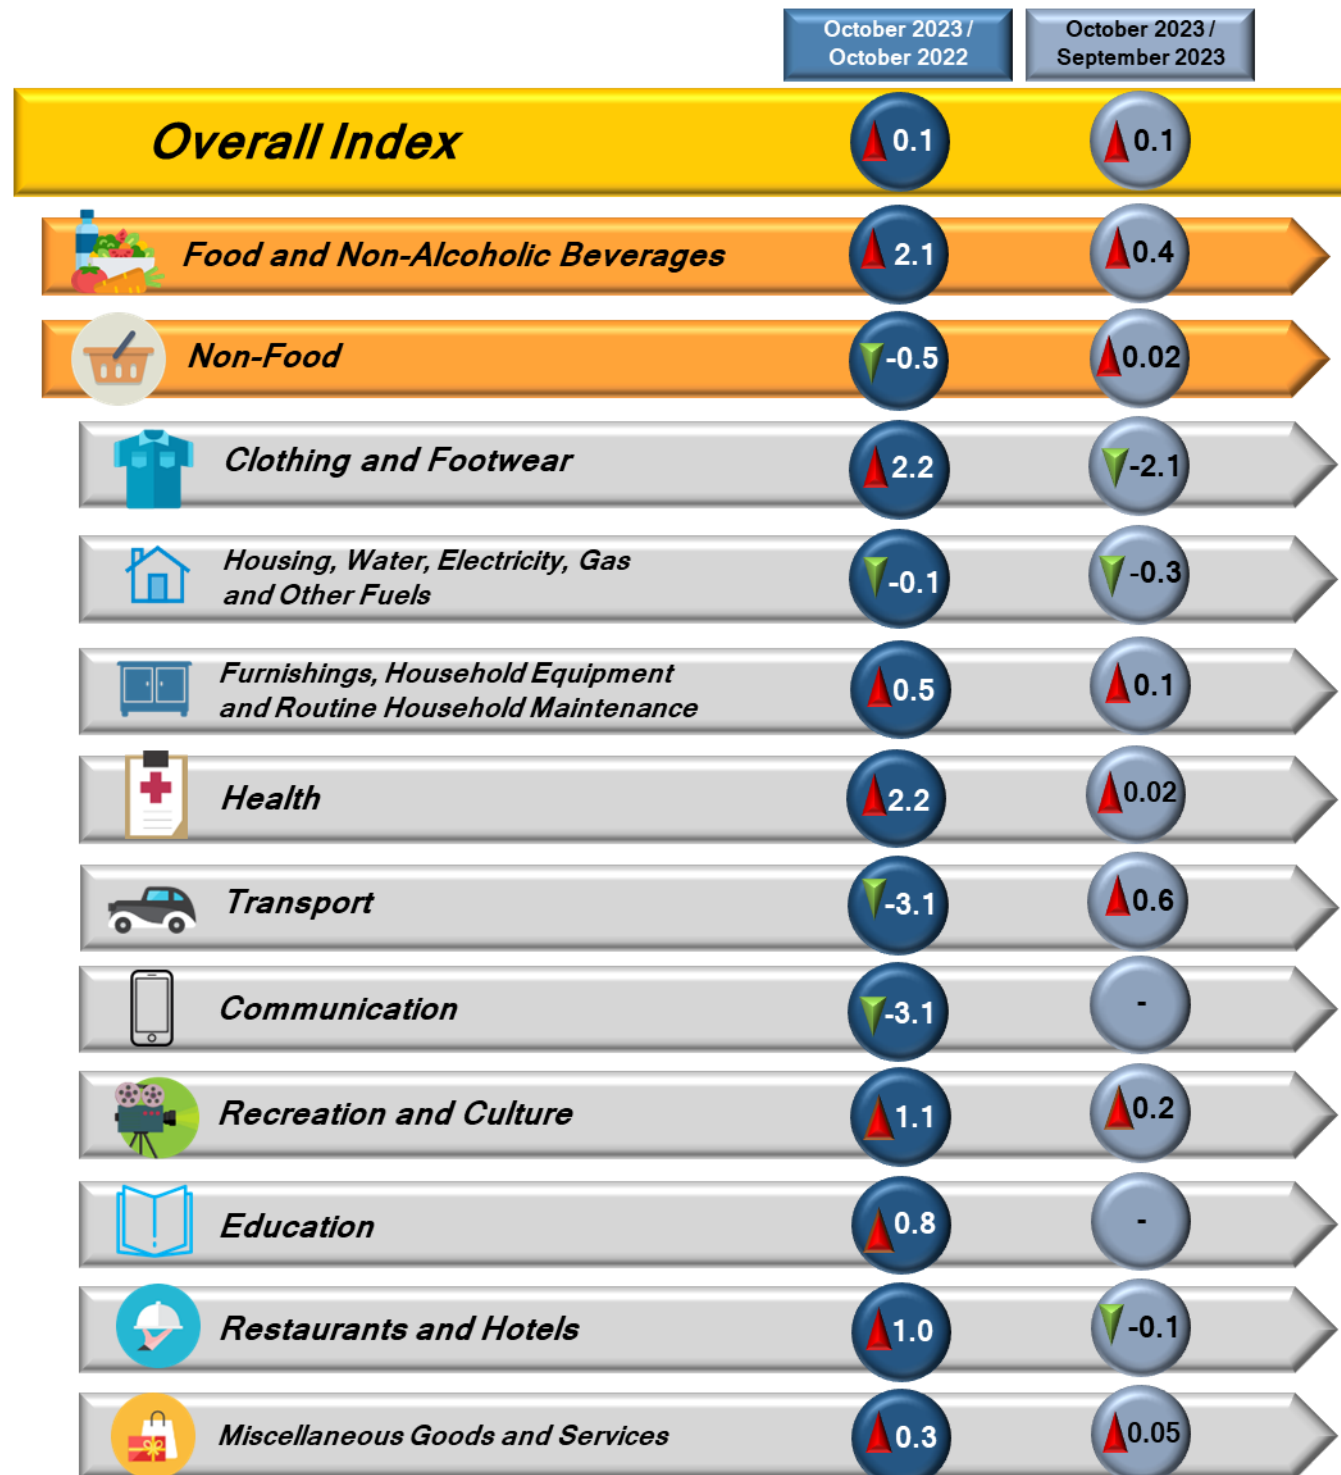 October 2023 / October 2022
October 2023 / September 2023
Overall Index 0.1 0.1
Food and Non-Alcoholic Beverages 2.1 0.4
Non-Food -0.5 0.02
Clothing and Footwear 2.2 -2.1
Housing, Water, Electricity, Gas
and Other Fuels -0.1 -0.3
Furnishings, Household Equipment
and Routine Household Maintenance 0.5 0.1
Health 2.2 0.02
Transport -3.1 0.6
Communication -3.1 -
Recreation and Culture 1.1 0.2
Education 0.8 -
Restaurants and Hotels 1.0 -0.1
Miscellaneous Goods and Services 0.3 0.05